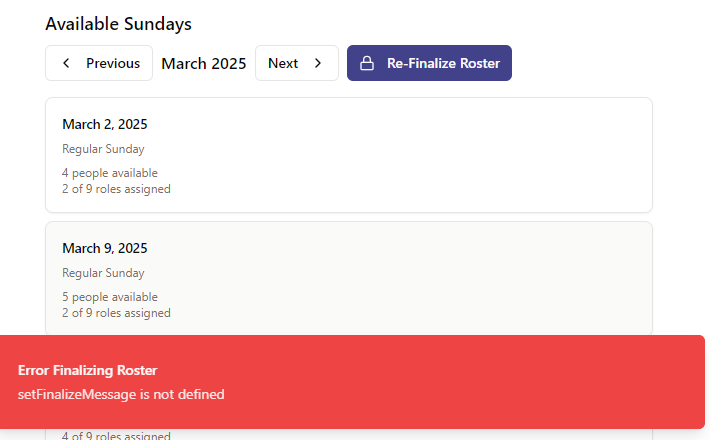 Available Sundays
Previous March 2025 Next Re-Finalize Roster
March 2, 2025
Regular Sunday
4 people available
2 of 9 roles assigned
March 9, 2025
Regular Sunday
5 people available
2 of 9 roles assigned
Error Finalizing Roster
setFinalizeMessage is not defined
4 of 9 roles assigned